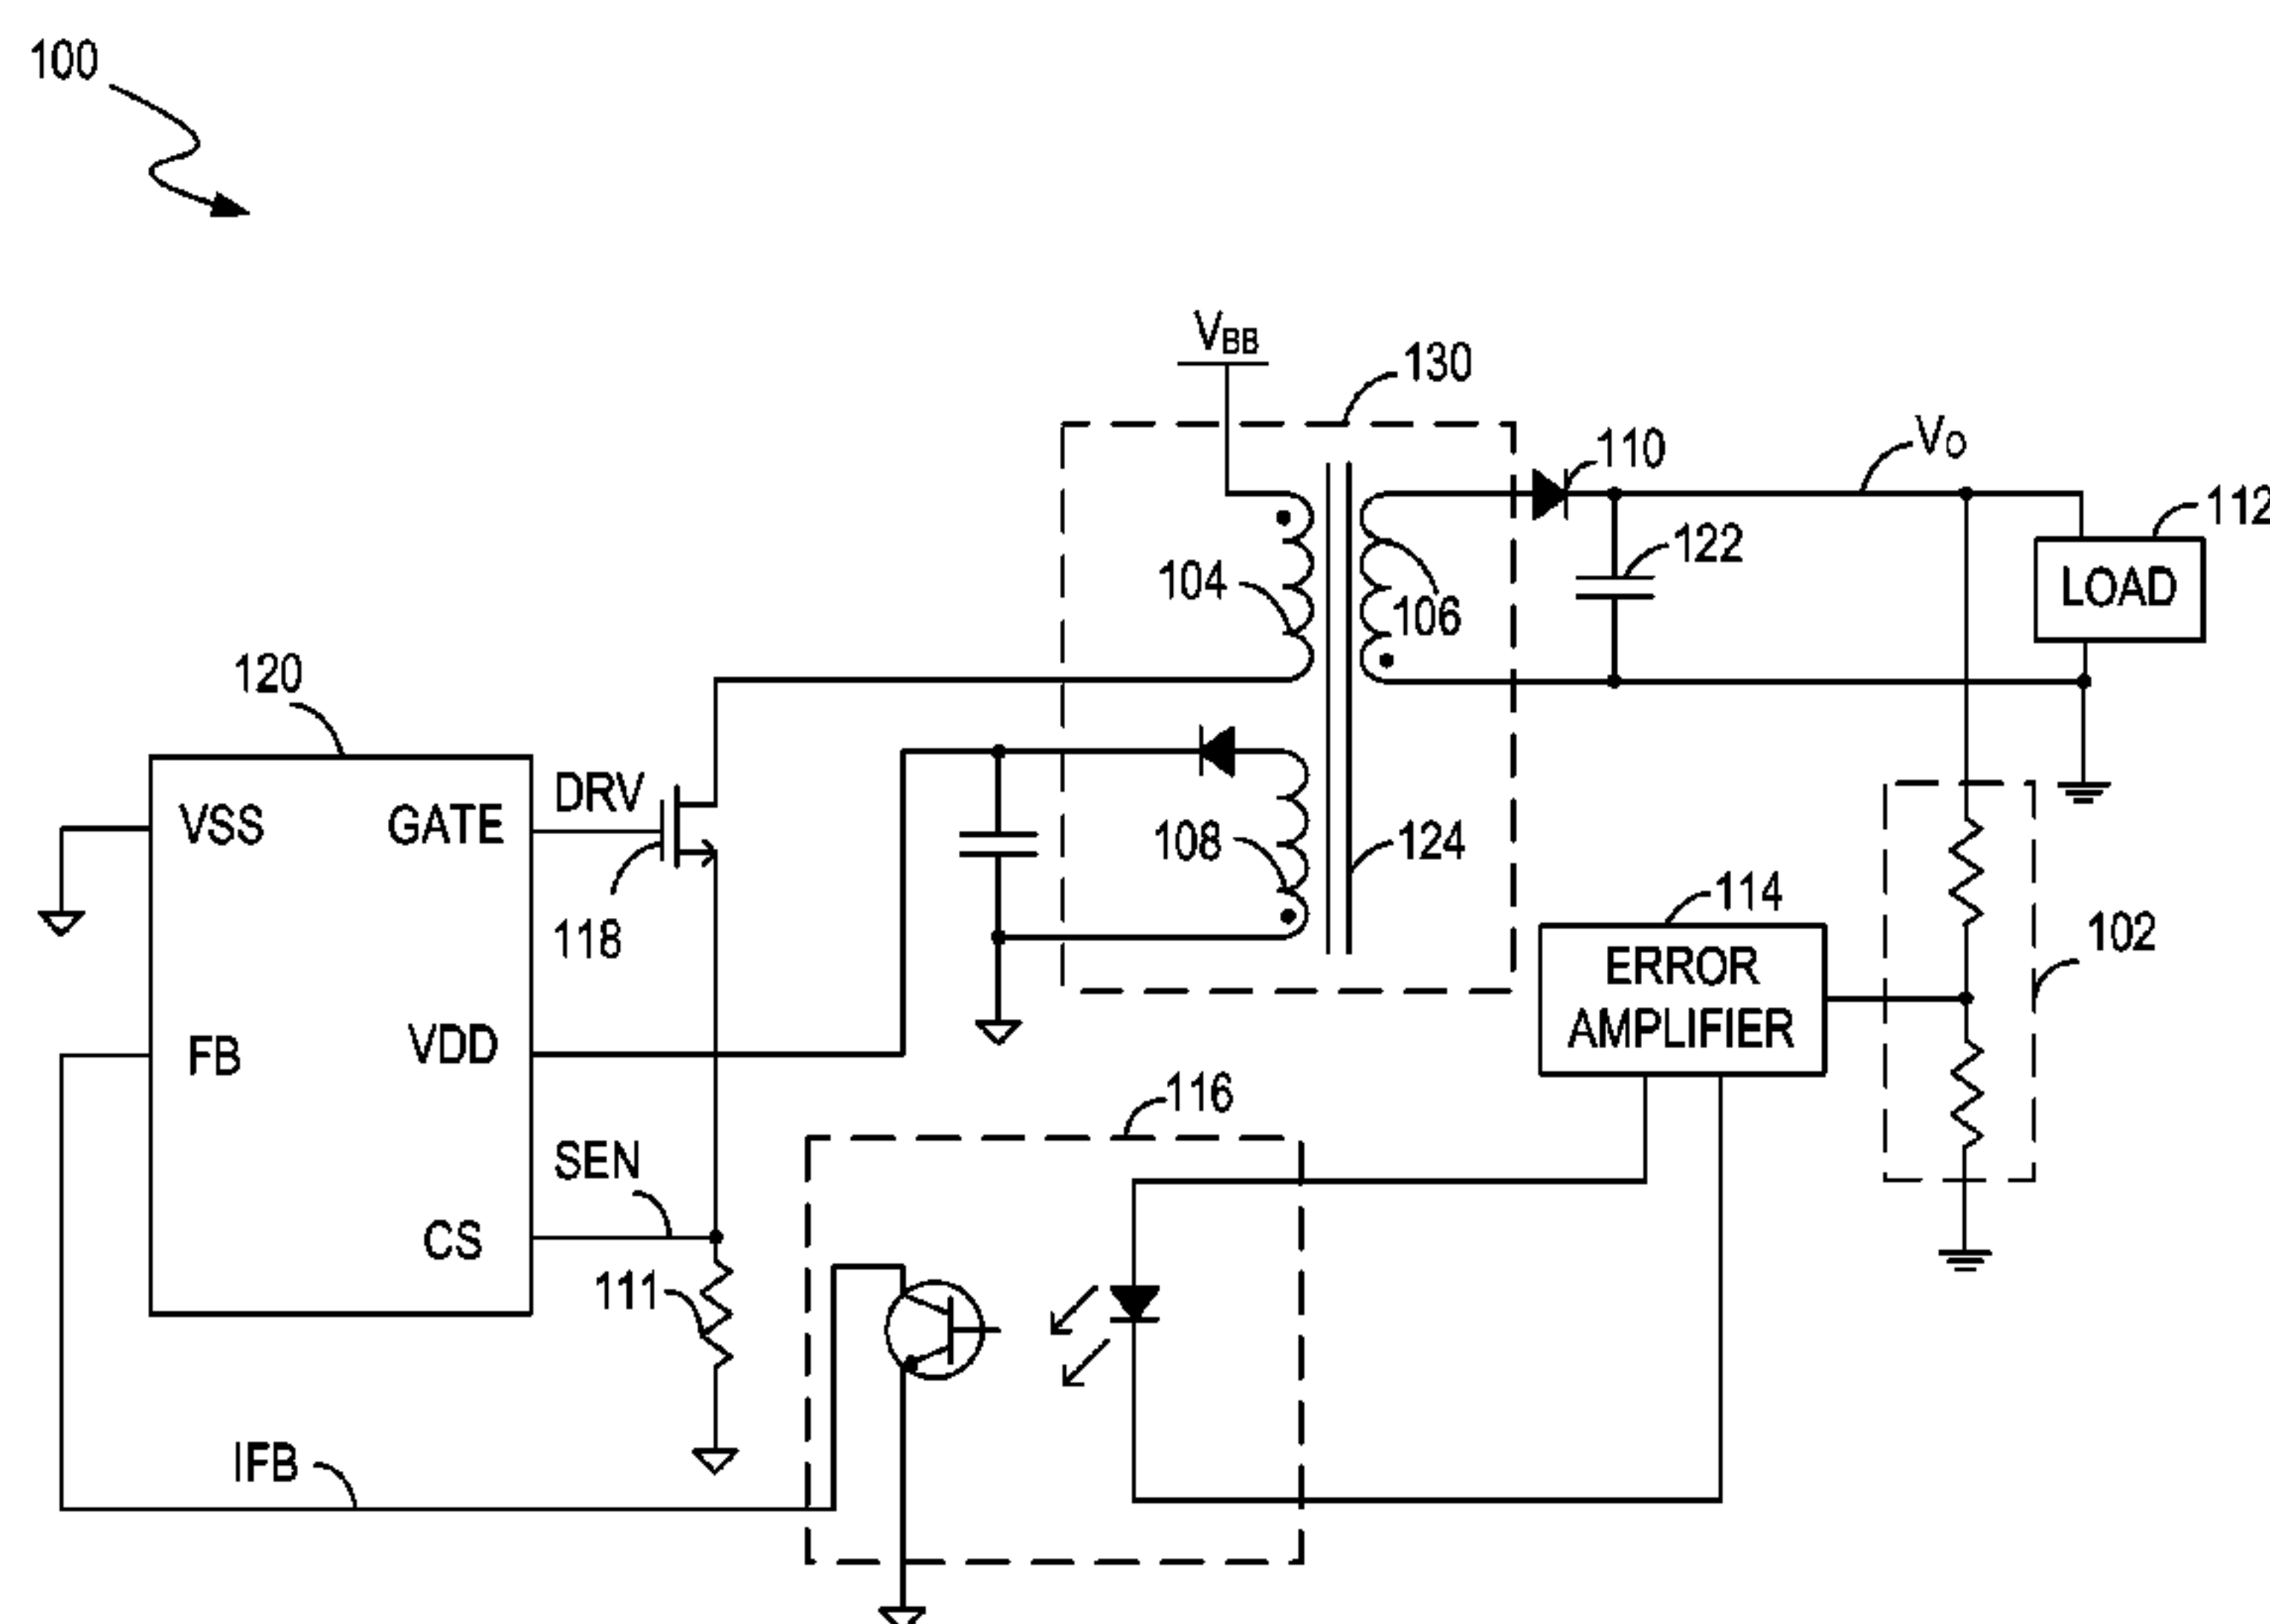 100
VBB
130
110
VO
112
122
LOAD
104
106
120
DRV
VSS
GATE
108
124
118
114
102
ERROR
AMPLIFIER
FB
VDD
116
SEN
CS
111
IFB